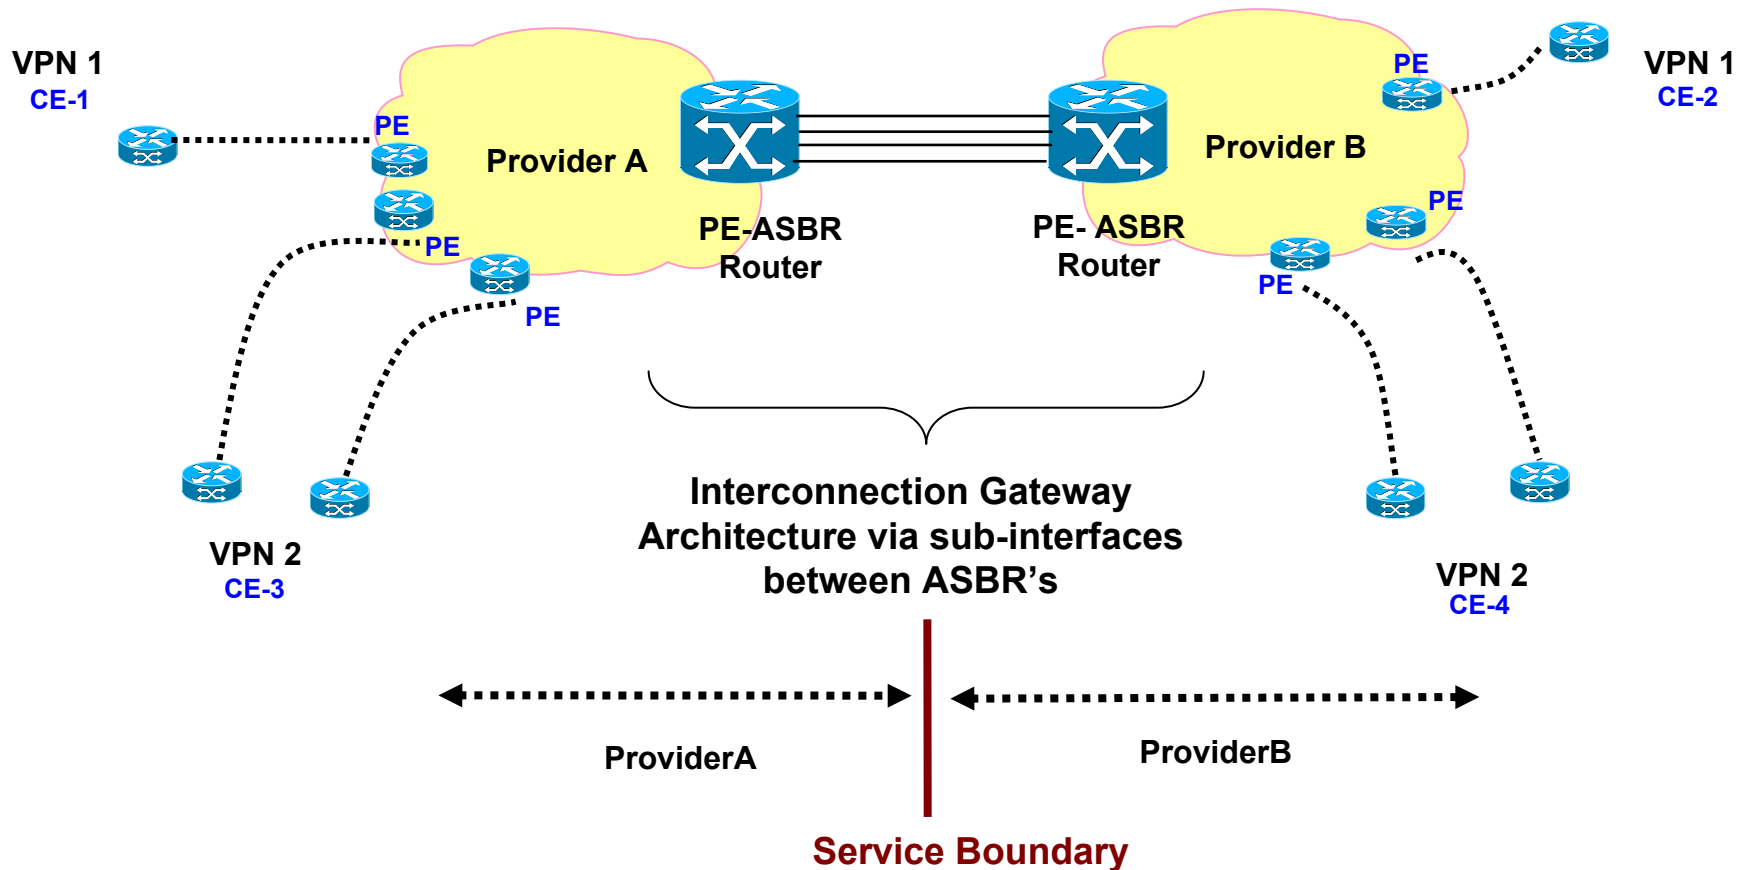 VPN 1
CE-1
PE
Provider A
PE
PE
PE-ASBR
Router
PE- ASBR
Router
Provider B
PE
PE
PE
VPN 1
CE-2
VPN 2
CE-3
Interconnection Gateway
Architecture via sub-interfaces
between ASBR’s
VPN 2
CE-4
ProviderA
ProviderB
Service Boundary